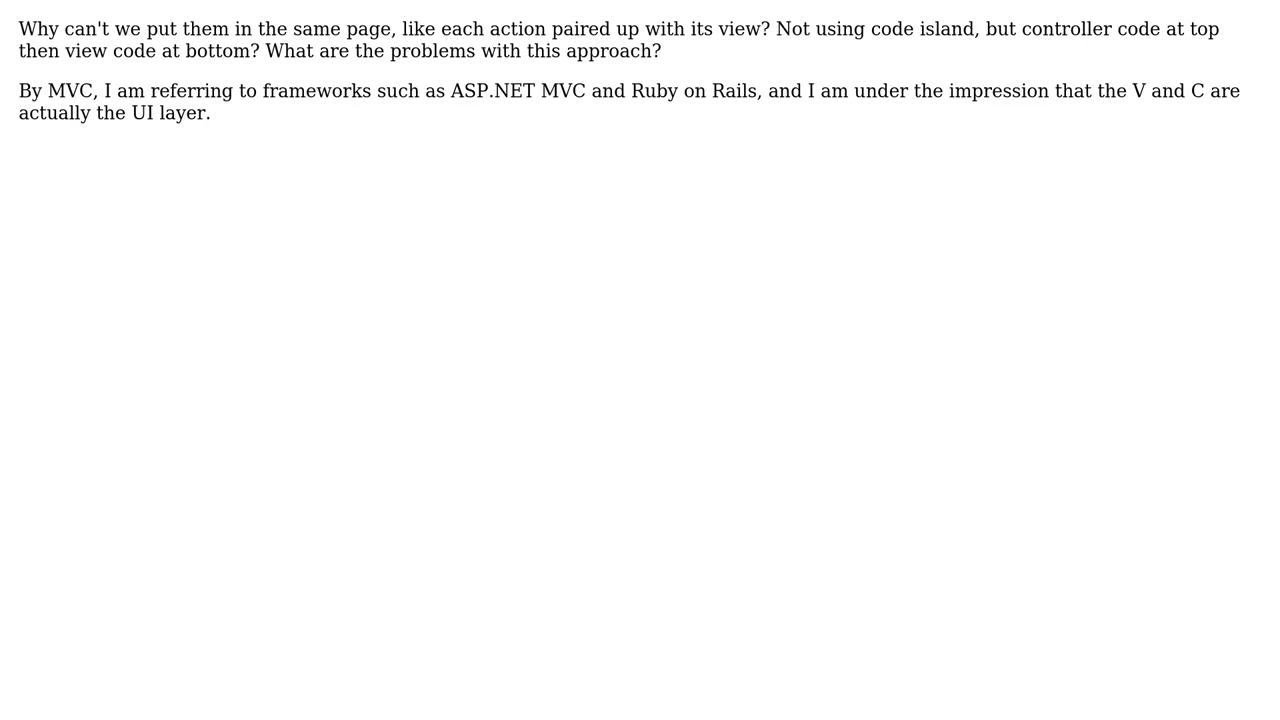 Why can't we put them in the same page, like each action paired up with its view? Not using code island, but controller code at top
then view code at bottom? What are the problems with this approach?
By MVC, I am referring to frameworks such as ASP.NET MVC and Ruby on Rails, and I am under the impression that the V and C are
actually the UI layer.